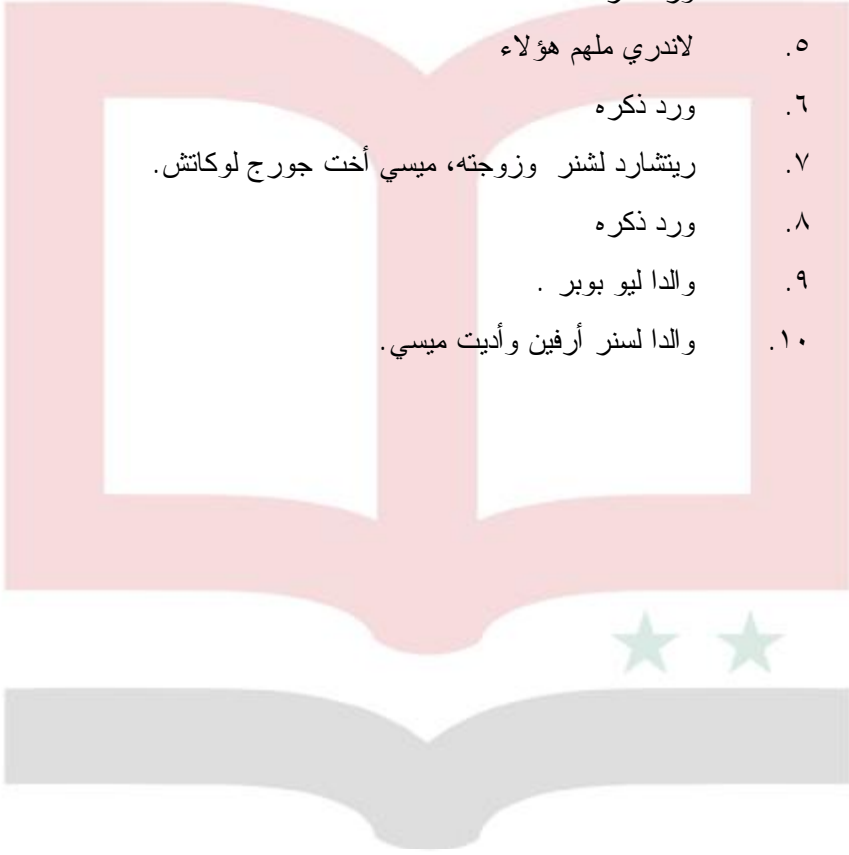 ٥. لاندري ملهم هؤلاء
٦. ورد ذكره
٧. ريتشارد لشنر وزوجته، ميسي أخت جورج لوكاتش.
٨. ورد ذكره
٩. والدا ليو بوبر .
١٠. والدا لسنر أرفين وأديت ميسي.